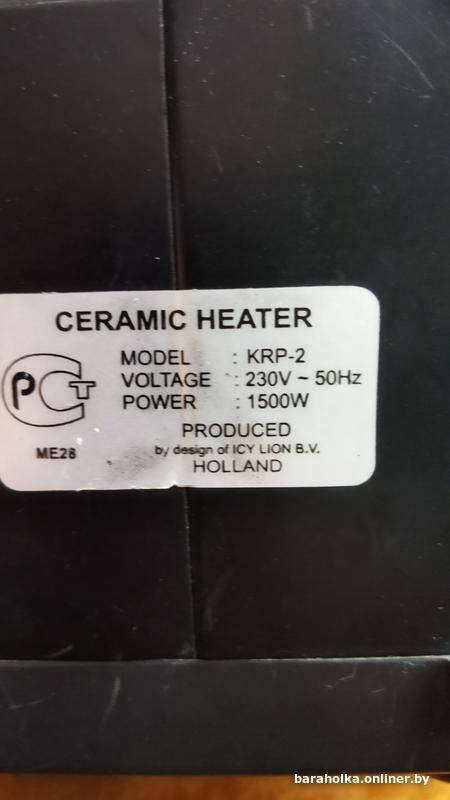 CERAMIC HEATER
MODEL : KRP-2
VOLTAGE : 230V ~ 50Hz
POWER : 1500W
PCT
ME28
PRODUCED
by design of ICY LION B.V.
HOLLAND
baraholka.onliner.by